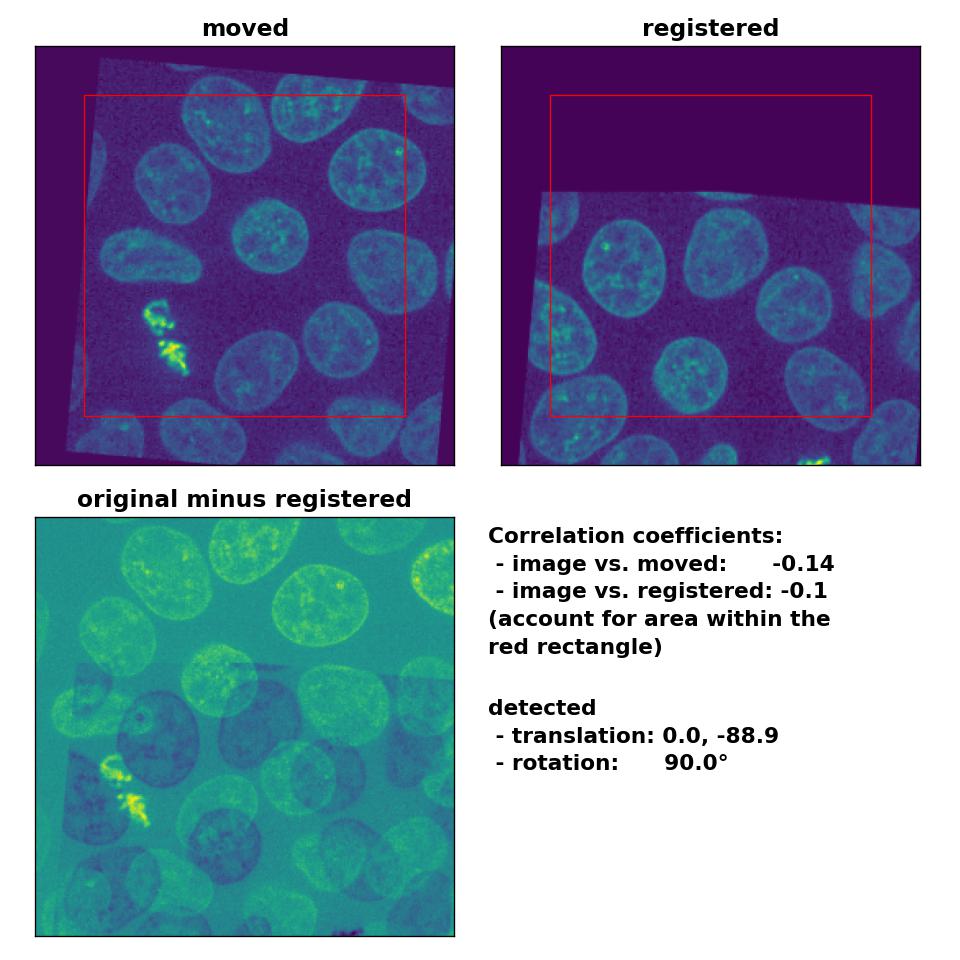 moved
registered
original minus registered
Correlation coefficients:
- image vs. moved: -0.14
- image vs. registered: -0.1
(account for area within the
red rectangle)
detected
- translation: 0.0, -88.9
- rotation: 90.0°